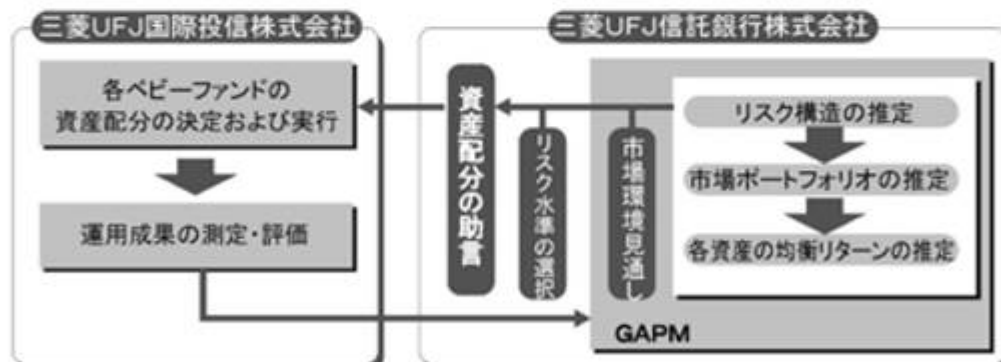 三菱UFJ国際投信株式会社
各ベビーファンドの
資産配分の決定および実行
運用成果の測定・評価
三菱UFJ信託銀行株式会社
資産配分の助言
リスク水準の選択
市場環境見通し
リスク構造の推定
市場ポートフォリオの推定
各資産の均衡リターンの推定
GAPM